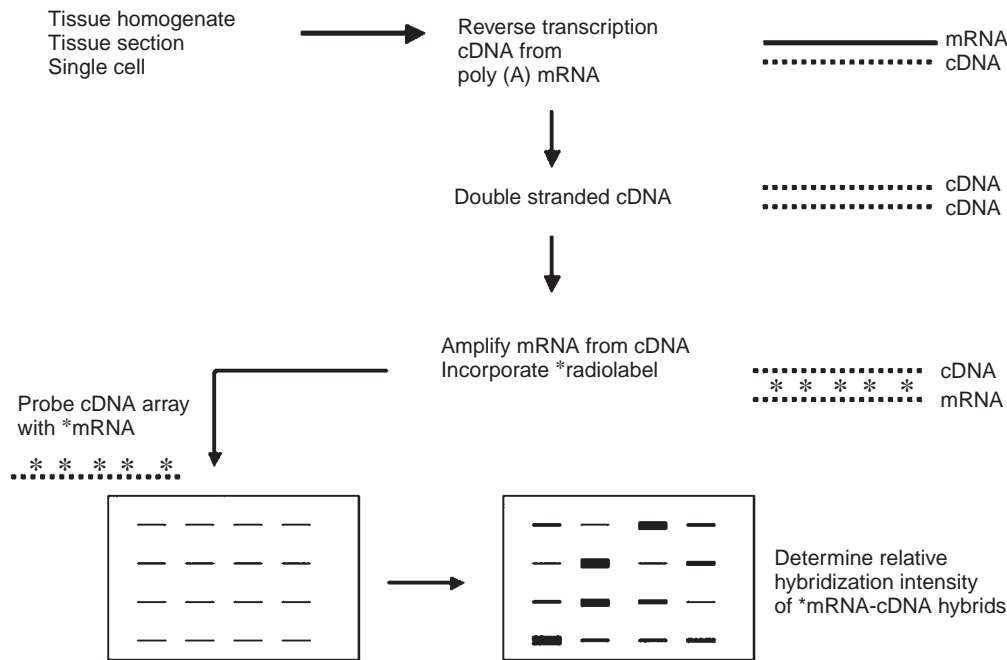 Tissue homogenate
Tissue section
Single cell
Reverse transcription
cDNA from
poly (A) mRNA
mRNA
cDNA
Double stranded cDNA
cDNA
cDNA
Amplify mRNA from cDNA
Incorporate *radiolabel
cDNA
* * * * *
mRNA
Probe cDNA array
with *mRNA
* * * * *
Determine relative
hybridization intensity
of *mRNA-cDNA hybrids